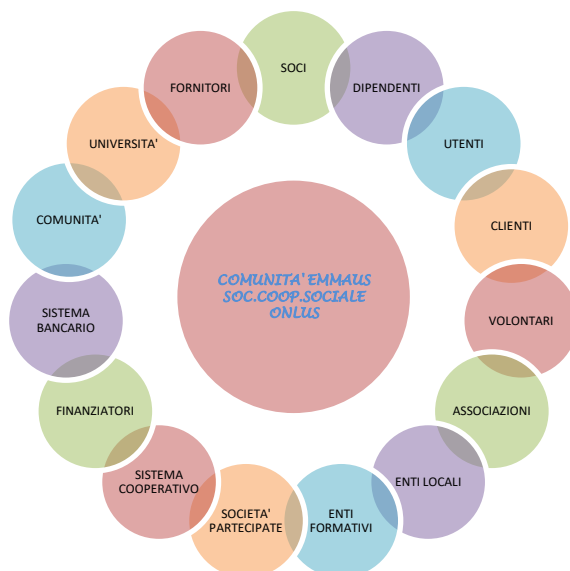 SOCI
DIPENDENTI
UTENTI
CLIENTI
VOLONTARI
ASSOCIAZIONI
ENTI LOCALI
ENTI
FORMATIVI
SOCIETA'
PARTECIPATE
SISTEMA
COOPERATIVO
FINANZIATORI
SISTEMA
BANCARIO
COMUNITA'
UNIVERSITA'
FORNITORI
COMUNITA' EMMAUS
SOC.COOP.SOCIALE
ONLUS